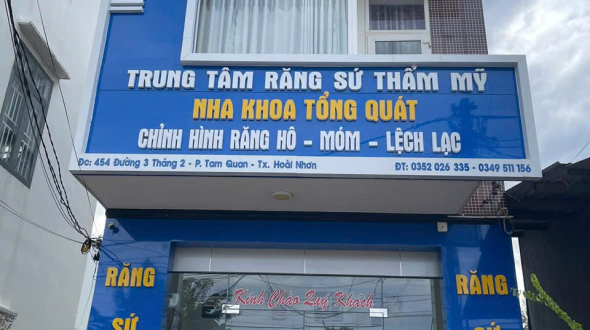 TRUNG TÂM RĂNG SỨ THẨM MỸ
NHA KHOA TỔNG QUÁT
CHỈNH HÌNH RĂNG HÔ - MÓM - LỆCH LẠC
Đc: 454 Đường 3 Tháng 2 - P. Tam Quan - Tx. Hoài Nhơn ĐT: 0352 026 335 - 0349 511 156
Kính Chào Quý Khách
RĂNG
SỨ
RĂNG
SỨ